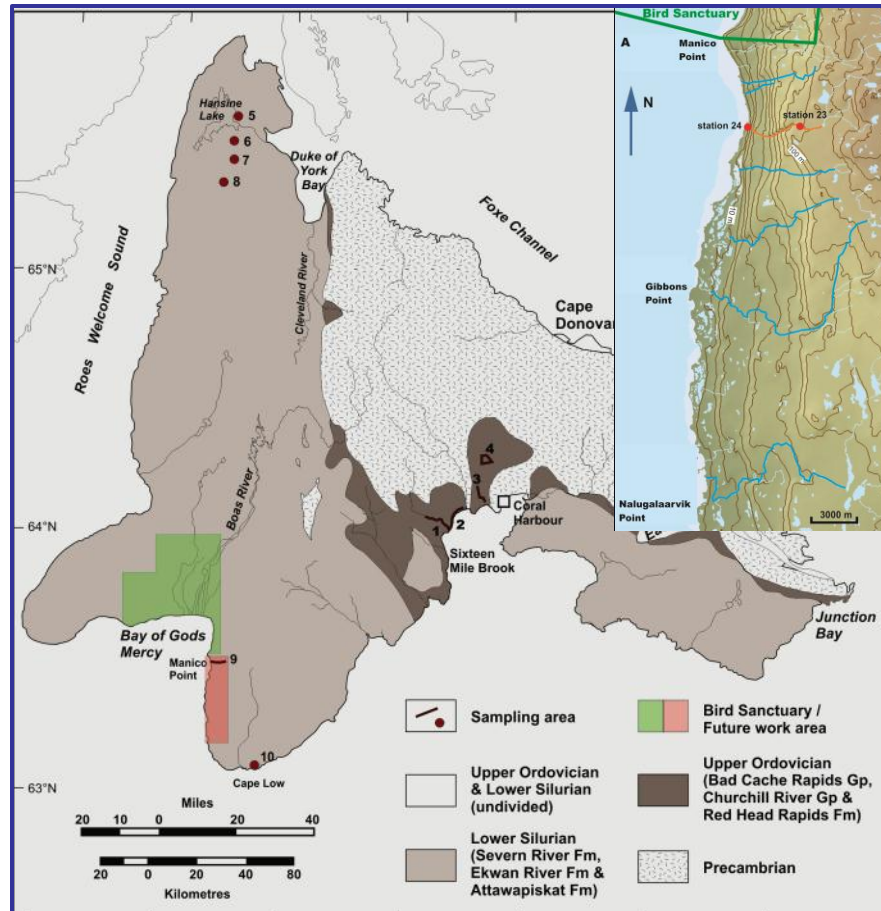 Bird Sanctuary
A
Manico
Point
N
station 24
station 23
100 m
10 m
Gibbons
Point
Nalugalaarvik
Point
3000 m
Hansine
Lake
5
6
7
8
Duke of
York
Bay
Foxe Channel
Roes Welcome Sound
65°N
Cleveland River
Cape
Donovan
4
3
Coral
Harbour
Boas River
64°N
1
2
Sixteen
Mile Brook
Bay of Gods
Mercy
Manico
Point
9
Junction
Bay
10
Cape Low
63°N
Sampling area
Bird Sanctuary /
Future work area
Upper Ordovician
& Lower Silurian
(undivided)
Upper Ordovician
(Bad Cache Rapids Gp,
Churchill River Gp &
Red Head Rapids Fm)
Lower Silurian
(Severn River Fm,
Ekwan River Fm &
Attawapiskat Fm)
Precambrian
Miles
20 10 0 20 40
20 0 20 40 60 80
Kilometres